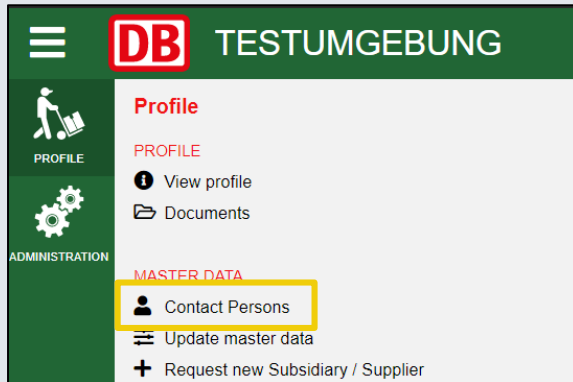 DB TESTUMGEBUNG
PROFILE
ADMINISTRATION
Profile
PROFILE
View profile
Documents
MASTER DATA
Contact Persons
Update master data
Request new Subsidiary / Supplier